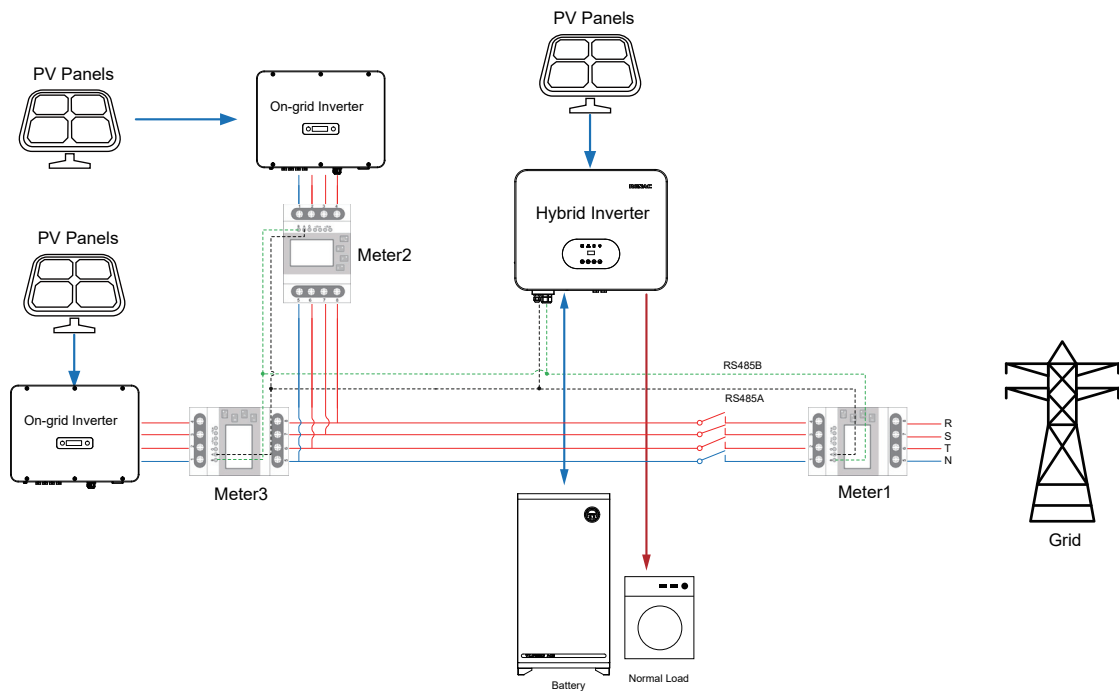 PV Panels
PV Panels
On-grid Inverter
RENAC
Hybrid Inverter
Meter2
PV Panels
RS485B
RS485A
On-grid Inverter
R
S
T
N
Meter3
Meter1
Grid
Battery
Normal Load